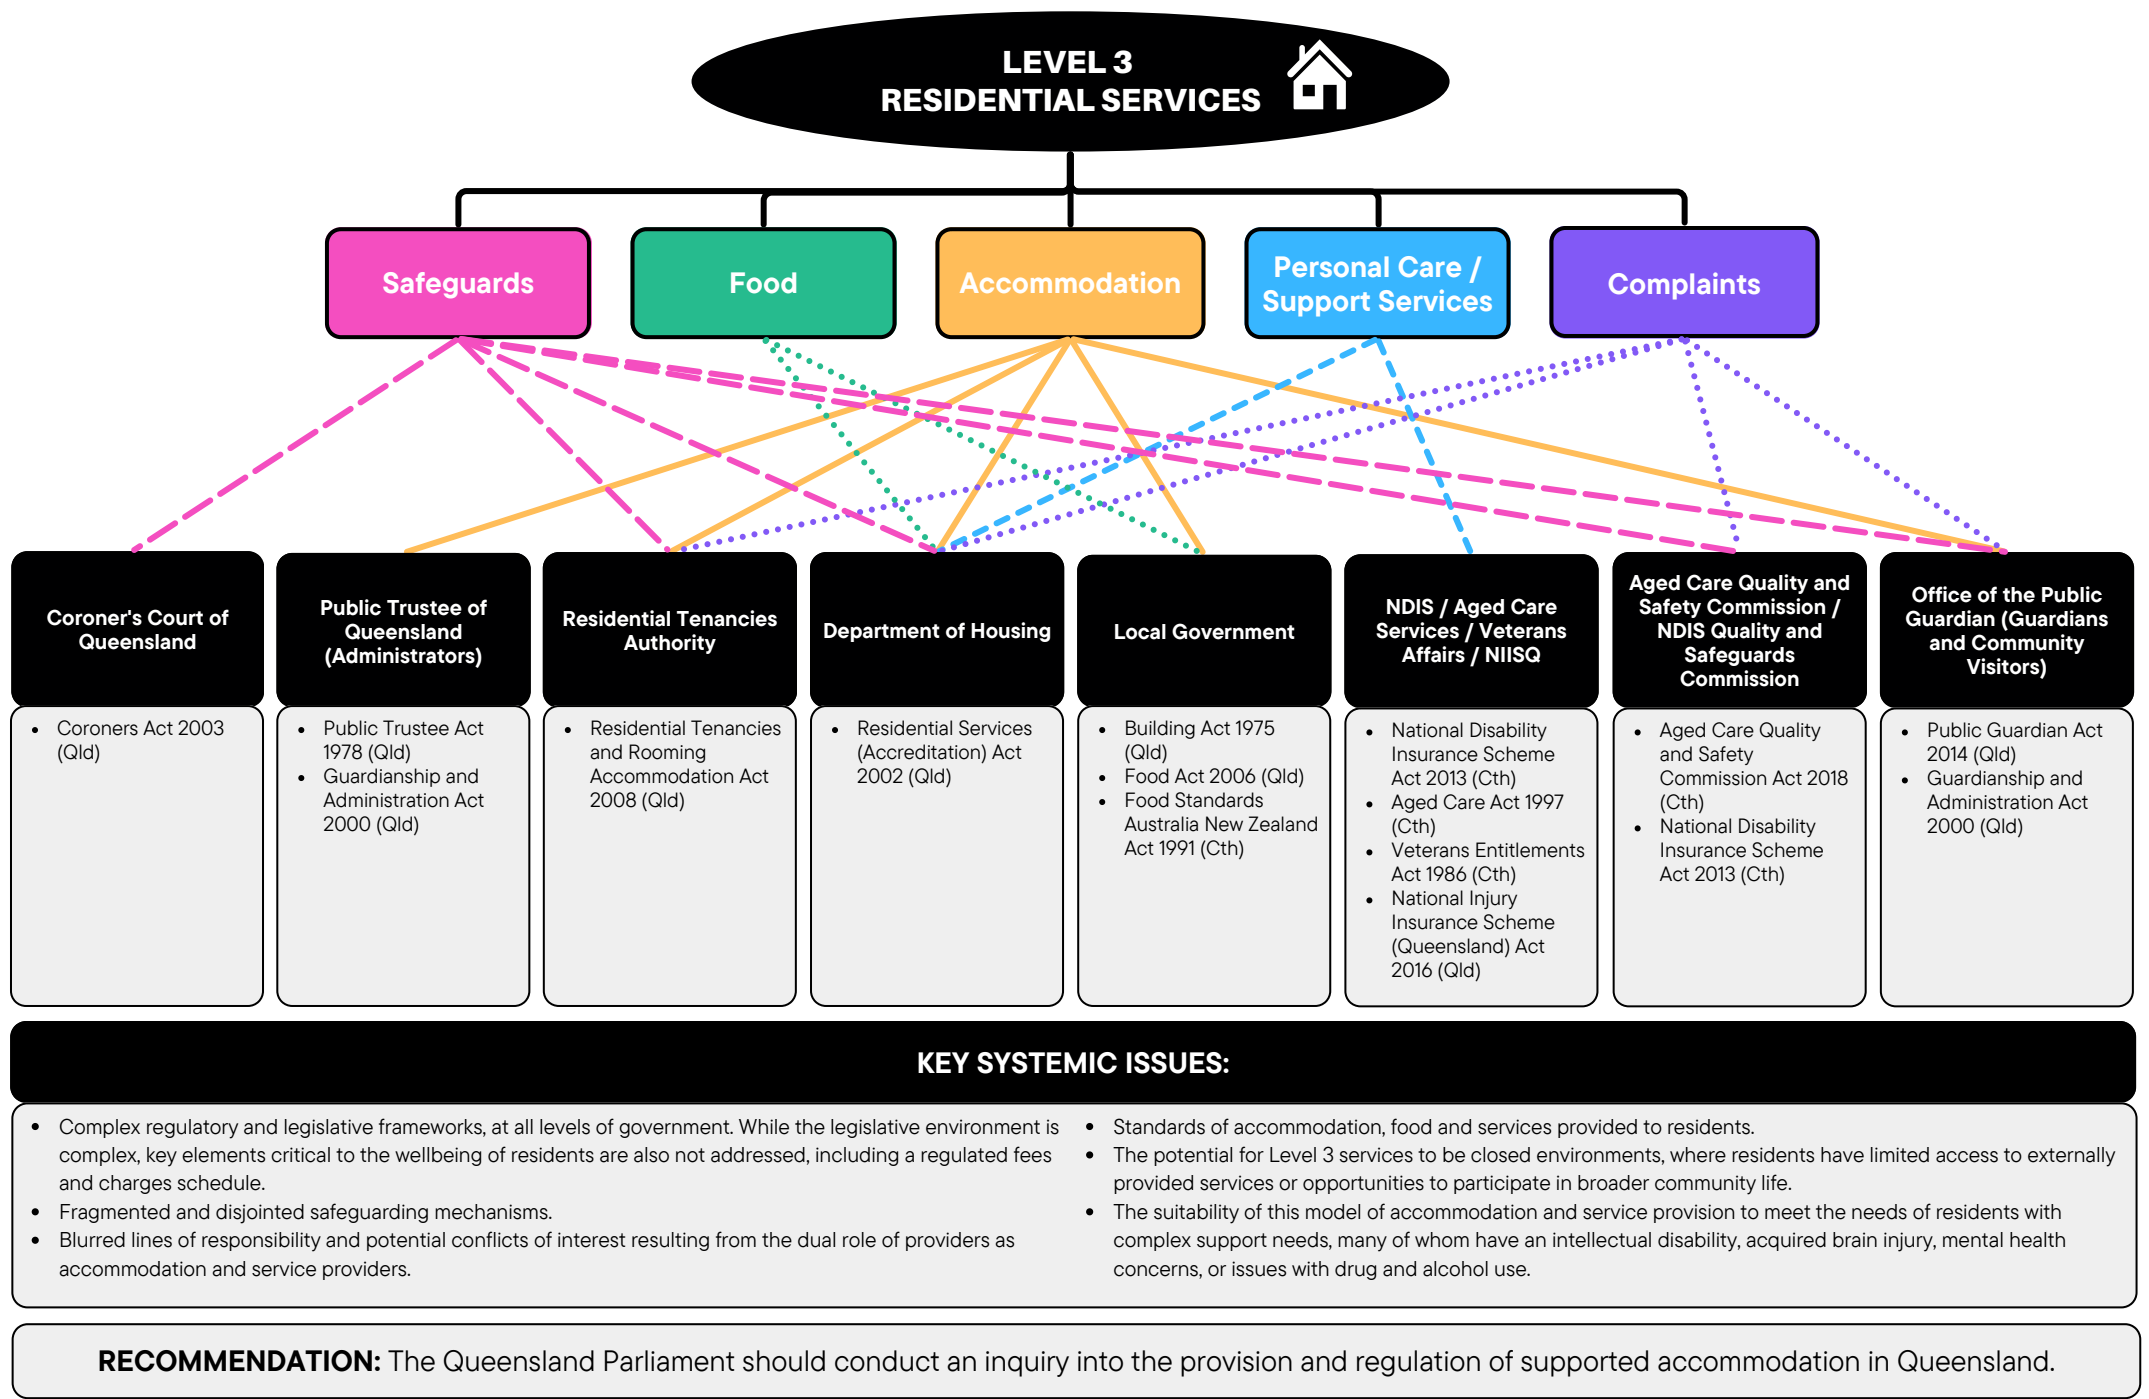 LEVEL 3
RESIDENTIAL SERVICES
Safeguards
Food
Accommodation
Personal Care /
Support Services
Complaints
Coroner's Court of
Queensland
• Coroners Act 2003
(Qld)
Public Trustee of
Queensland
(Administrators)
• Public Trustee Act
1978 (Qld)
• Guardianship and
Administration Act
2000 (Qld)
Residential Tenancies
Authority
• Residential Tenancies
and Rooming
Accommodation Act
2008 (Qld)
Department of Housing
• Residential Services
(Accreditation) Act
2002 (Qld)
Local Government
• Building Act 1975
(Qld)
• Food Act 2006 (Qld)
• Food Standards
Australia New Zealand
Act 1991 (Cth)
NDIS / Aged Care
Services / Veterans
Affairs / NIISQ
• National Disability
Insurance Scheme
Act 2013 (Cth)
• Aged Care Act 1997
(Cth)
• Veterans Entitlements
Act 1986 (Cth)
• National Injury
Insurance Scheme
(Queensland) Act
2016 (Qld)
Aged Care Quality and
Safety Commission /
NDIS Quality and
Safeguards
Commission
• Aged Care Quality
and Safety
Commission Act 2018
(Cth)
• National Disability
Insurance Scheme
Act 2013 (Cth)
Office of the Public
Guardian (Guardians
and Community
Visitors)
• Public Guardian Act
2014 (Qld)
• Guardianship and
Administration Act
2000 (Qld)
KEY SYSTEMIC ISSUES:
• Complex regulatory and legislative frameworks, at all levels of government. While the legislative environment is
complex, key elements critical to the wellbeing of residents are also not addressed, including a regulated fees
and charges schedule.
• Fragmented and disjointed safeguarding mechanisms.
• Blurred lines of responsibility and potential conflicts of interest resulting from the dual role of providers as
accommodation and service providers.
• Standards of accommodation, food and services provided to residents.
• The potential for Level 3 services to be closed environments, where residents have limited access to externally
provided services or opportunities to participate in broader community life.
• The suitability of this model of accommodation and service provision to meet the needs of residents with
complex support needs, many of whom have an intellectual disability, acquired brain injury, mental health
concerns, or issues with drug and alcohol use.
RECOMMENDATION: The Queensland Parliament should conduct an inquiry into the provision and regulation of supported accommodation in Queensland.